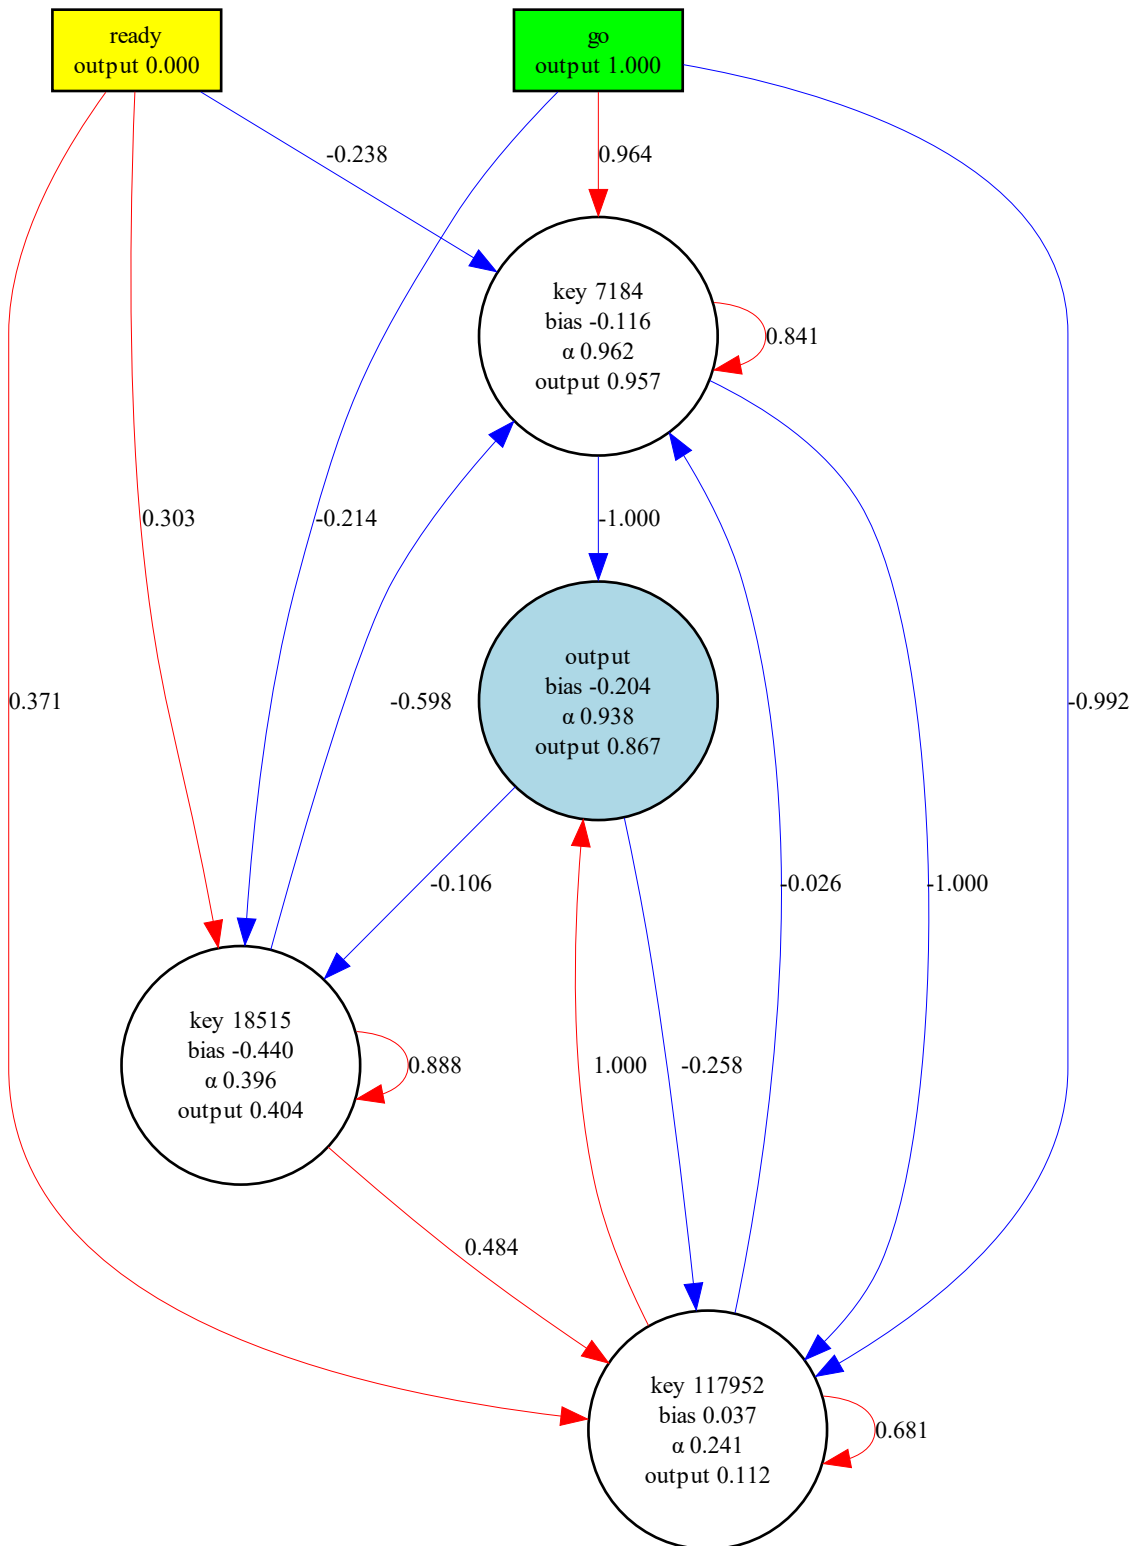 ready
output 0.000
go
output 1.000
-0.238
0.964
key 7184
bias -0.116
α 0.962
output 0.957
0.841
0.303
-0.214
-1.000
output
bias -0.204
α 0.938
output 0.867
0.371
-0.598
-0.992
-0.106
-0.026
-1.000
key 18515
bias -0.440
α 0.396
output 0.404
0.888
1.000
-0.258
0.484
key 117952
bias 0.037
α 0.241
output 0.112
0.681